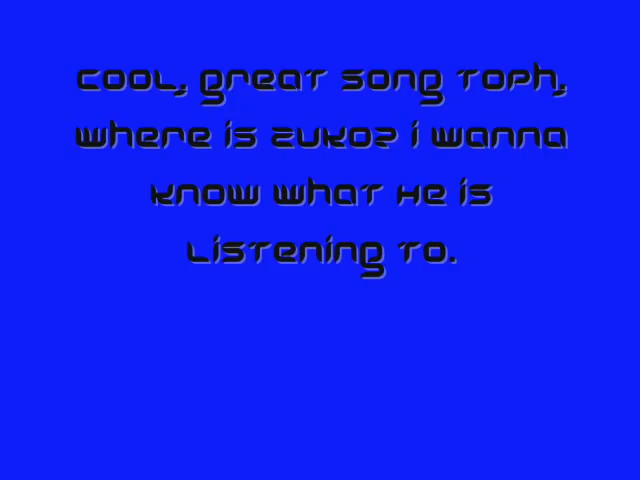 Cool, great song Toph,
where is Zuko? i wanna
know what He is
Listening to.